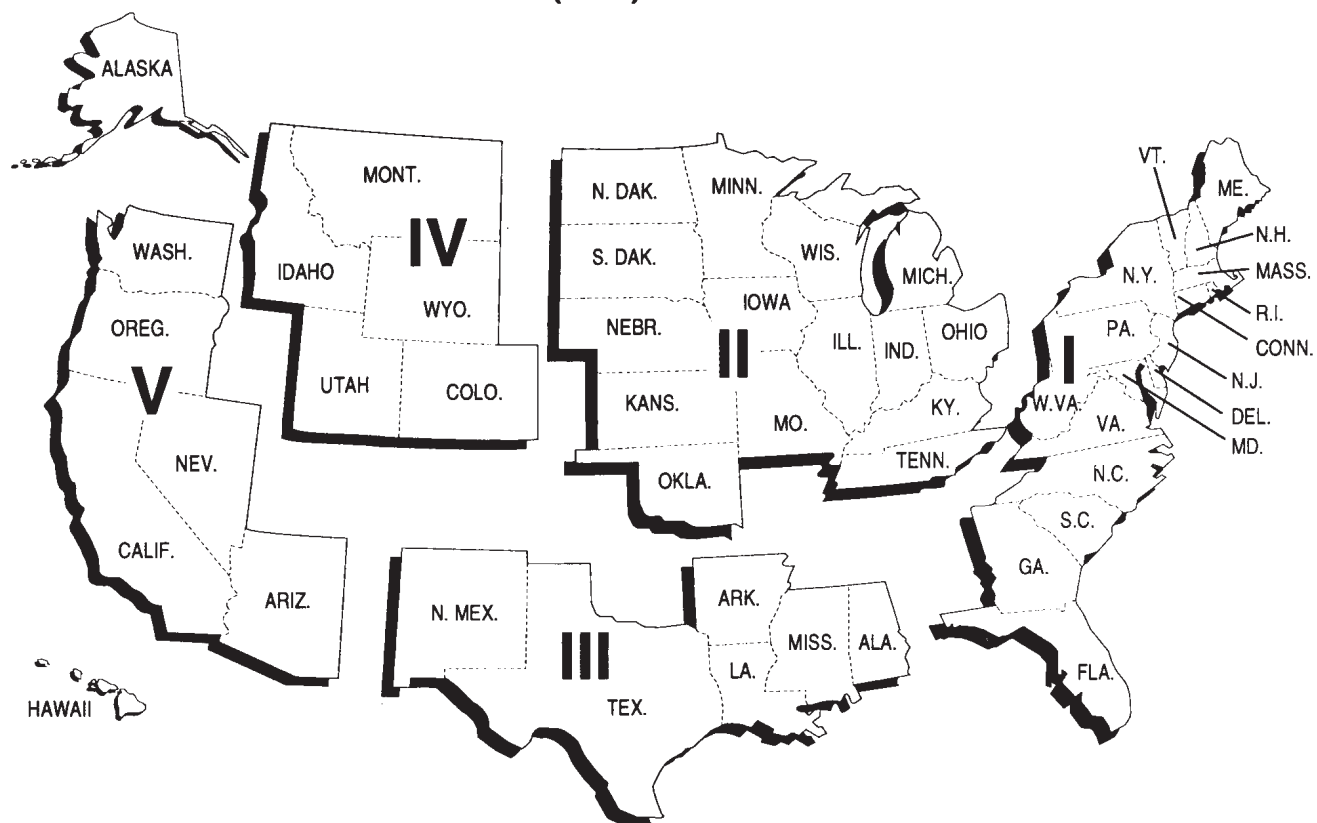 ALASKA
MONT.
IV
IDAHO
WYO.
UTAH
COLO.
WASH.
OREG.
V
NEV.
CALIF.
ARIZ.
HAWAII
N. DAK.
MINN.
S. DAK.
WIS.
MICH.
NEBR.
IOWA
II
ILL.
IND.
OHIO
KANS.
MO.
KY.
TENN.
OKLA.
N. MEX.
III
TEX.
ARK.
LA.
MISS.
ALA.
VT.
ME.
N.H.
MASS.
N.Y.
R.I.
CONN.
PA.
I
N.J.
W.VA.
DEL.
VA.
MD.
N.C.
S.C.
GA.
FLA.